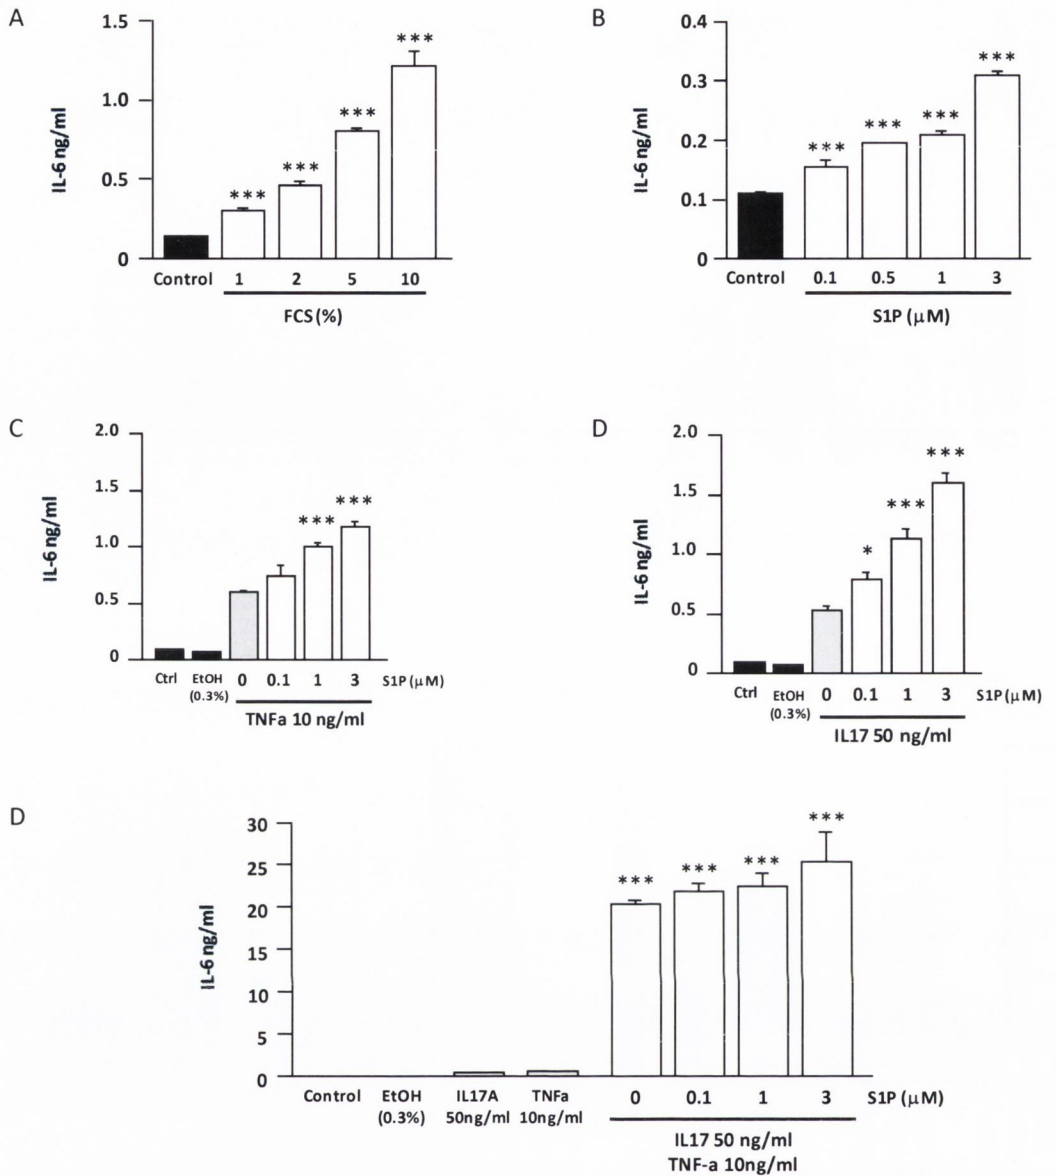 A
IL-6 ng/ml
1.5
1.0
0.5
0
***
***
***
***
Control 1 2 5 10
FCS (%)
B
IL-6 ng/ml
0.4
0.3
0.2
0.1
0
***
***
***
***
Control 0.1 0.5 1 3
S1P (μM)
C
IL-6 ng/ml
2.0
1.5
1.0
0.5
0
***
***
Ctrl EtOH (0.3%) 0 0.1 1 3 S1P (μM)
TNFa 10 ng/ml
D
IL-6 ng/ml
2.0
1.5
1.0
0.5
0
*
***
***
Ctrl EtOH (0.3%) 0 0.1 1 3 S1P (μM)
IL17 50 ng/ml
D
IL-6 ng/ml
30
25
20
15
10
5
0
***
***
***
***
Control EtOH IL17A TNFa 0 0.1 1 3 S1P (μM)
(0.3%) 50ng/ml 10ng/ml
IL17 50 ng/ml
TNF-a 10ng/ml